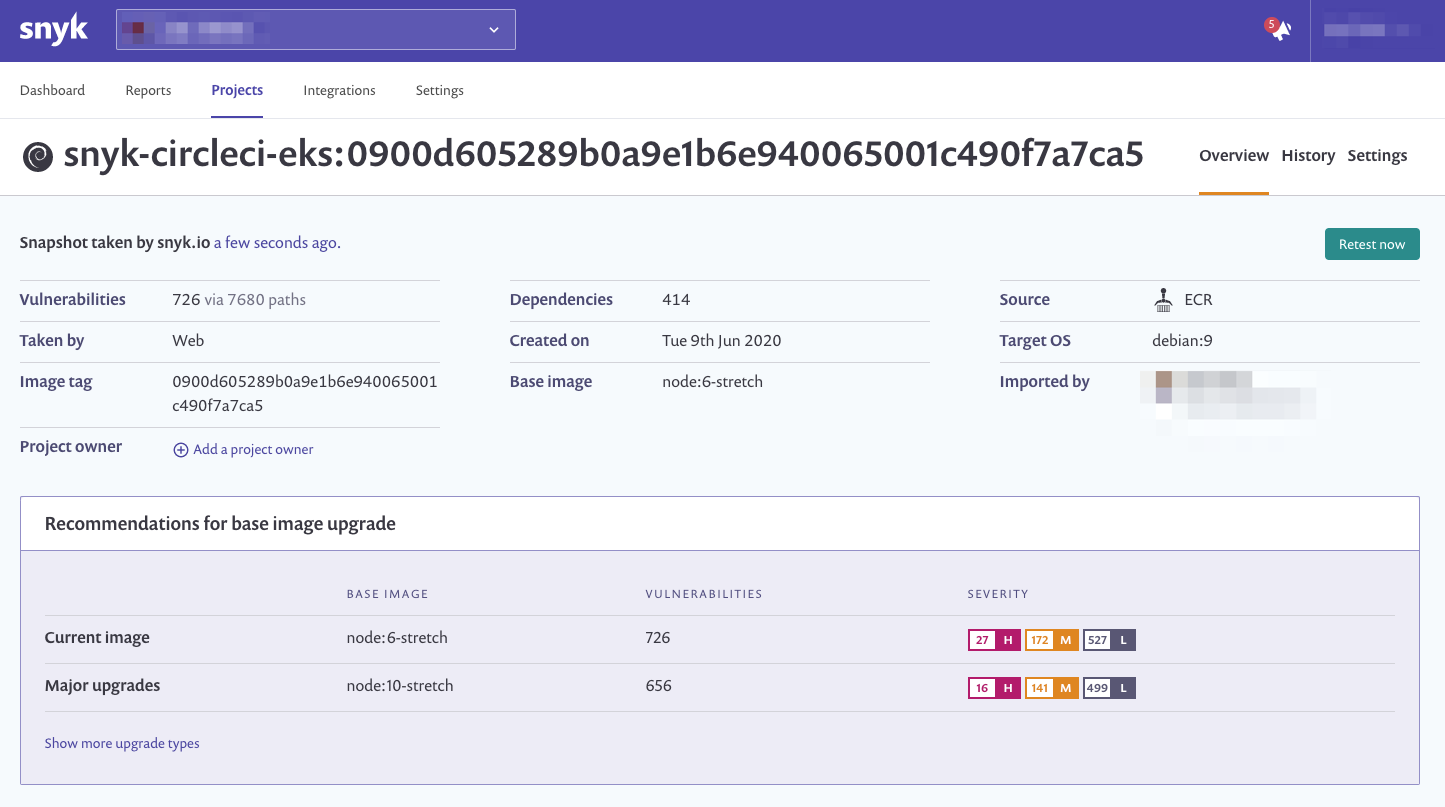 snyk
5
Dashboard Reports Projects Integrations Settings
snyk-circleci-eks:0900d605289b0a9e1b6e940065001c490f7a7ca5 Overview History Settings
Snapshot taken by snyk.io a few seconds ago. Retest now
Vulnerabilities 726 via 7680 paths Dependencies 414 Source ECR
Taken by Web Created on Tue 9th Jun 2020 Target OS debian:9
Image tag 0900d605289b0a9e1b6e940065001 Base image node:6-stretch Imported by
c490f7a7ca5
Project owner Add a project owner
Recommendations for base image upgrade
BASE IMAGE VULNERABILITIES SEVERITY
Current image node:6-stretch 726 27 H 172 M 527 L
Major upgrades node:10-stretch 656 16 H 141 M 499 L
Show more upgrade types